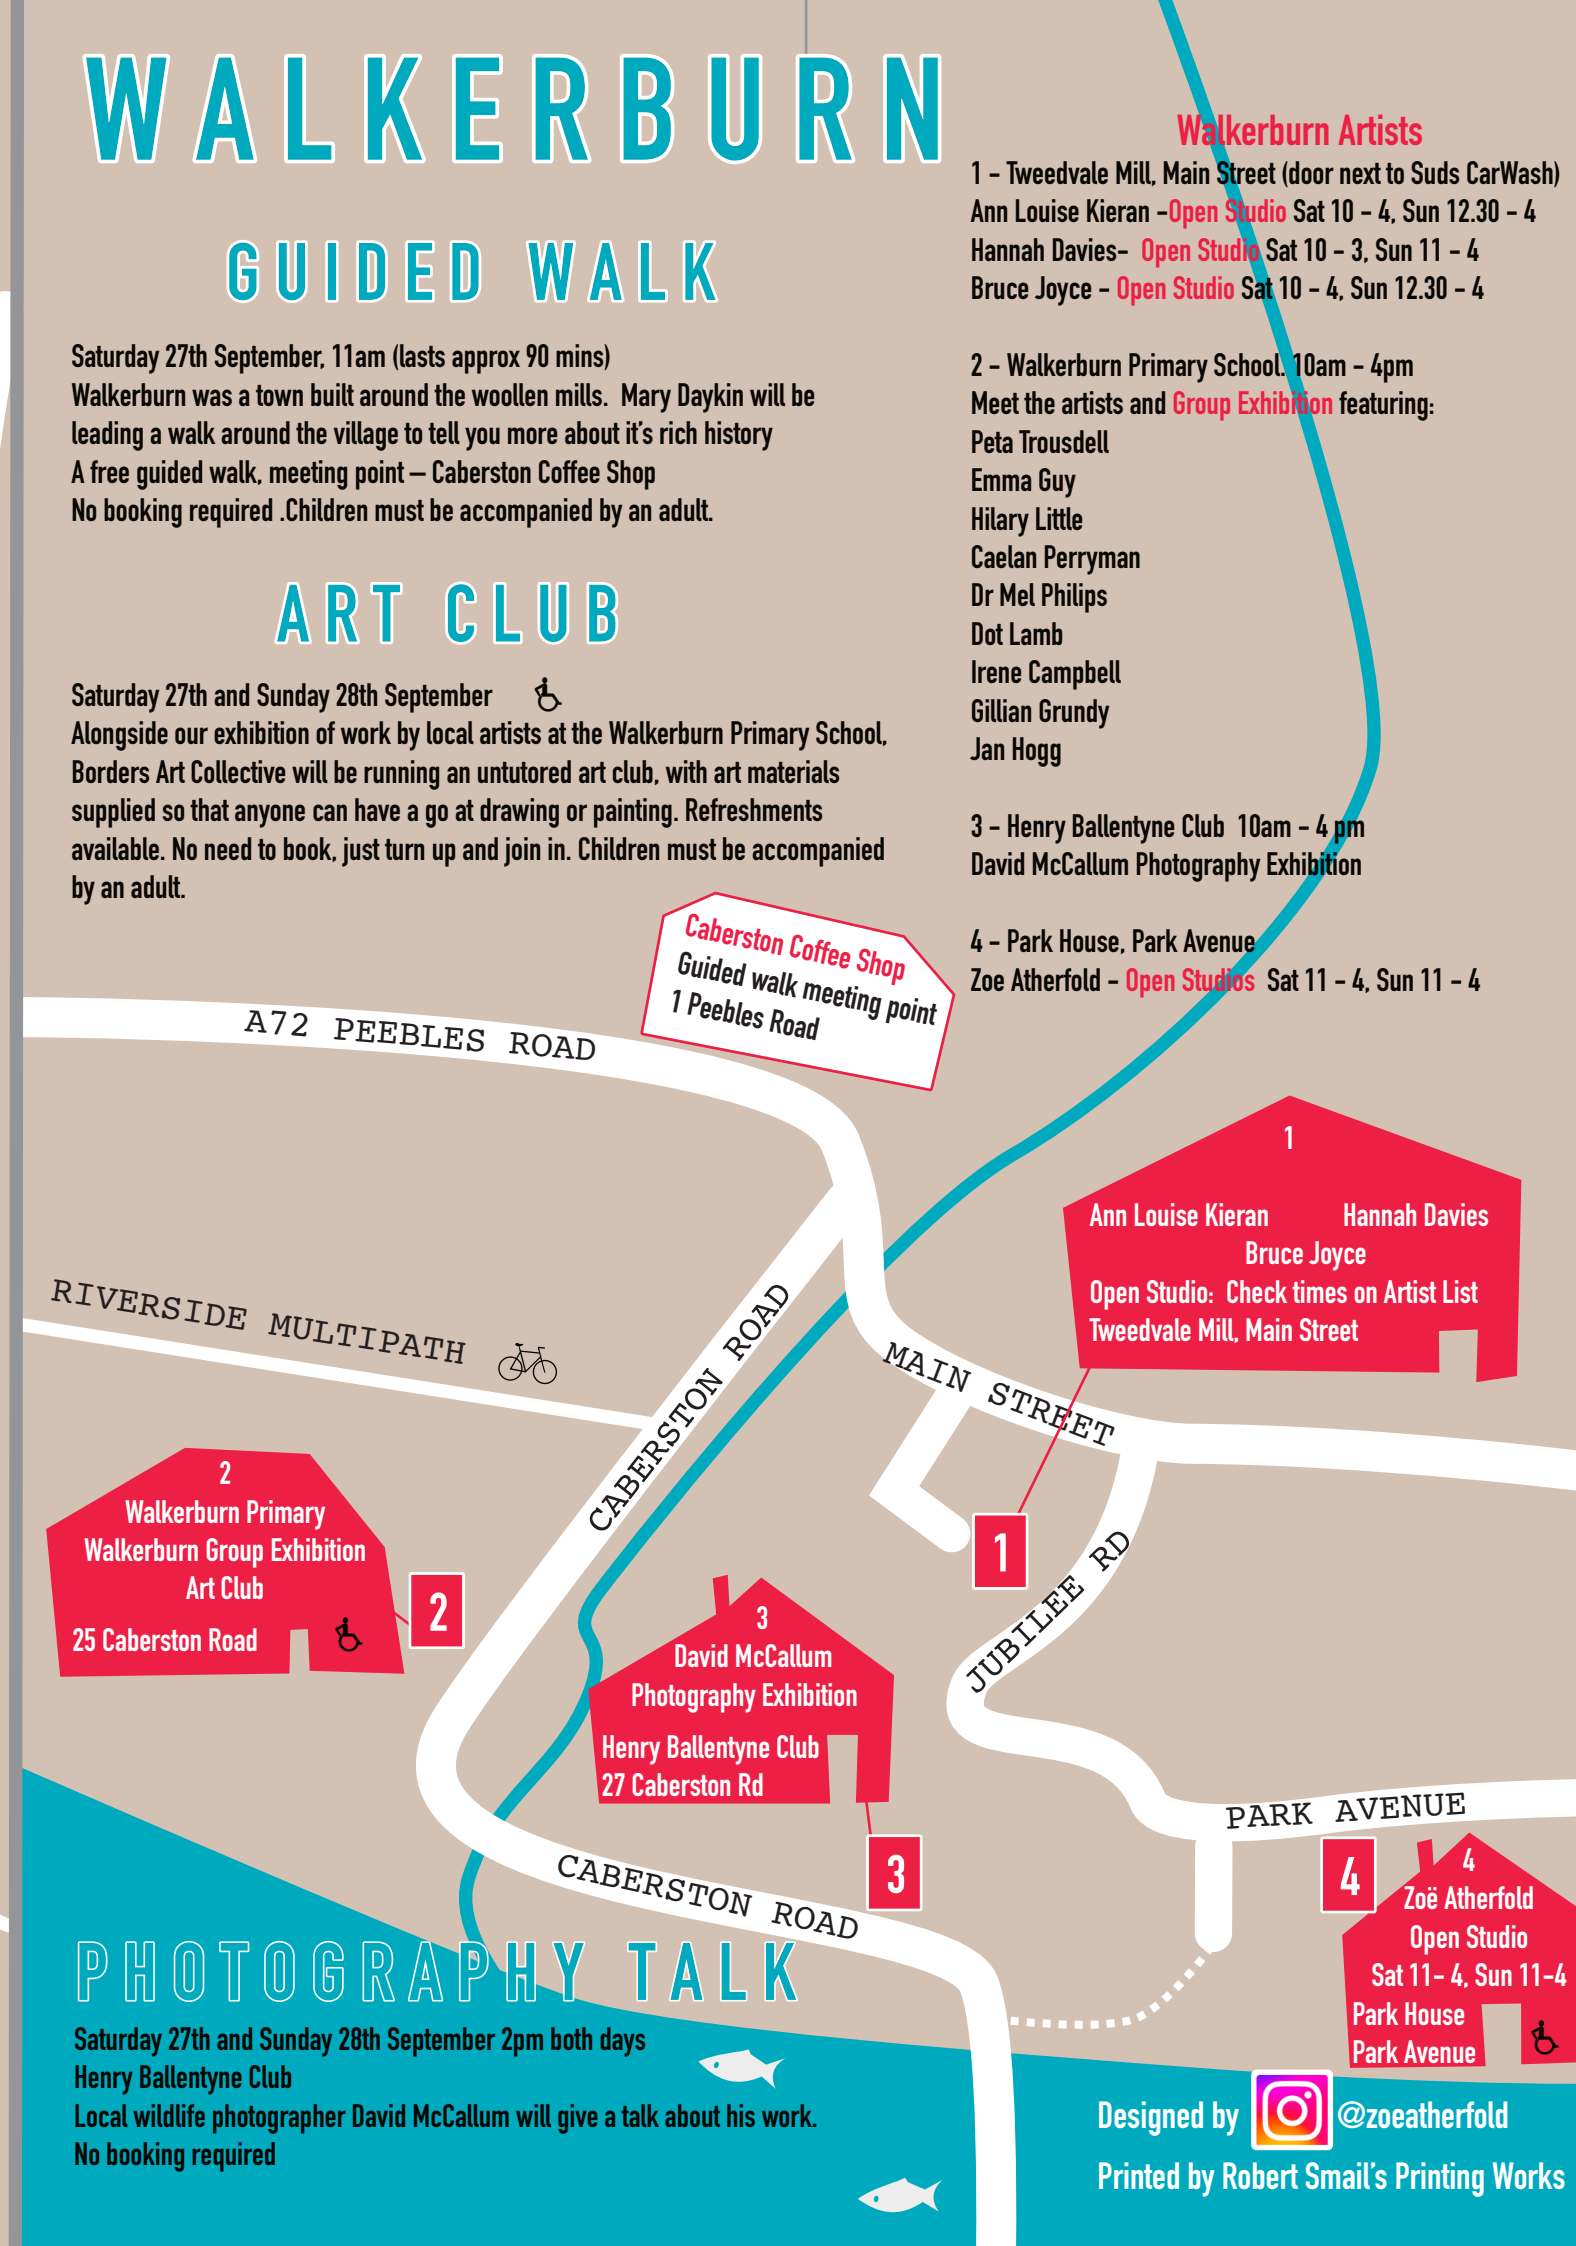 WALKERBURN
GUIDED WALK
Saturday 27th September, 11am (lasts approx 90 mins)
Walkerburn was a town built around the woollen mills.  Mary Daykin will be
leading a walk around the village to tell you more about it's rich history
A free guided walk, meeting point – Caberston Coffee Shop
No booking required .Children must be accompanied by an adult.
ART CLUB
Saturday 27th and Sunday 28th September
Alongside our exhibition of work by local artists at the Walkerburn Primary School,
Borders Art Collective will be running an untutored art club, with art materials
supplied so that anyone can have a go at drawing or painting. Refreshments
available. No need to book, just turn up and join in. Children must be accompanied
by an adult.
Walkerburn Artists
1 - Tweedvale Mill, Main Street (door next to Suds CarWash)
Ann Louise Kieran -Open Studio Sat 10 - 4, Sun 12.30 - 4
Hannah Davies-  Open Studio Sat 10 - 3, Sun 11 - 4
Bruce Joyce - Open Studio Sat 10 - 4, Sun 12.30 - 4
2 - Walkerburn Primary School. 10am - 4pm
Meet the artists and Group Exhibition featuring:
Peta Trousdell
Emma Guy
Hilary Little
Caelan Perryman
Dr Mel Philips
Dot Lamb
Irene Campbell
Gillian Grundy
Jan Hogg
3 - Henry Ballentyne Club  10am - 4 pm
David McCallum Photography Exhibition
4 - Park House, Park Avenue
Zoe Atherfold - Open Studios  Sat 11 - 4, Sun 11 - 4
Caberston Coffee Shop
Guided walk meeting point
1 Peebles Road
A72 PEEBLES ROAD
RIVERSIDE MULTIPATH
CABERSTON ROAD
MAIN STREET
JUBILEE RD
1
Ann Louise Kieran Hannah Davies
Bruce Joyce
Open Studio:  Check times on Artist List
Tweedvale Mill, Main Street
1
2
Walkerburn Primary
Walkerburn Group Exhibition
Art Club
25 Caberston Road
2
3
David McCallum
Photography Exhibition
Henry Ballentyne Club
27 Caberston Rd
3
CABERSTON ROAD
PARK AVENUE
4
4
Zoë Atherfold
Open Studio
Sat 11- 4, Sun 11-4
Park House
Park Avenue
PHOTOGRAPHY TALK
Saturday 27th and Sunday 28th September 2pm both days
Henry Ballentyne Club
Local wildlife photographer David McCallum will give a talk about his work.
No booking required
Designed by @zoeatherfold
Printed by Robert Smail's Printing Works